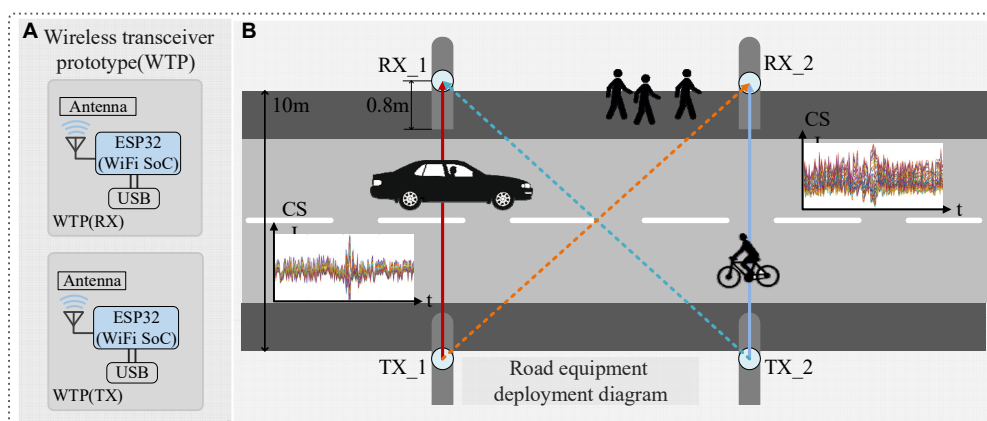 A
Wireless transceiver
prototype(WTP)
Antenna
ESP32
(WiFi SoC)
USB
WTP(RX)
Antenna
ESP32
(WiFi SoC)
USB
WTP(TX)
B
RX_1
RX_2
10m
0.8m
CS
I
t
CS
I
t
TX_1
TX_2
Road equipment
deployment diagram